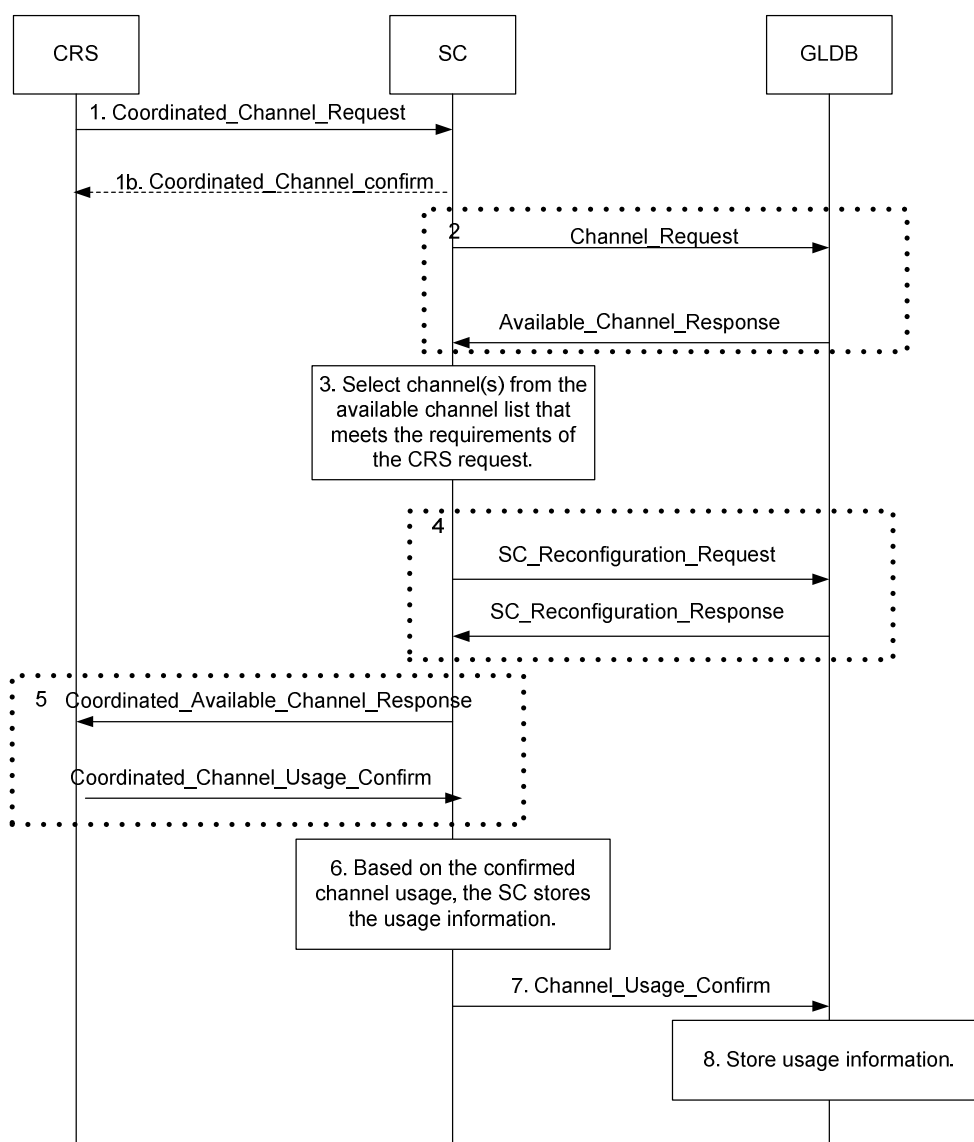 CRS
SC
GLDB
1. Coordinated_Channel_Request
1b. Coordinated_Channel_confirm
2
Channel_Request
Available_Channel_Response
3. Select channel(s) from the
available channel list that
meets the requirements of
the CRS request.
4
SC_Reconfiguration_Request
SC_Reconfiguration_Response
5
Coordinated_Available_Channel_Response
Coordinated_Channel_Usage_Confirm
6. Based on the confirmed
channel usage, the SC stores
the usage information.
7. Channel_Usage_Confirm
8. Store usage information.